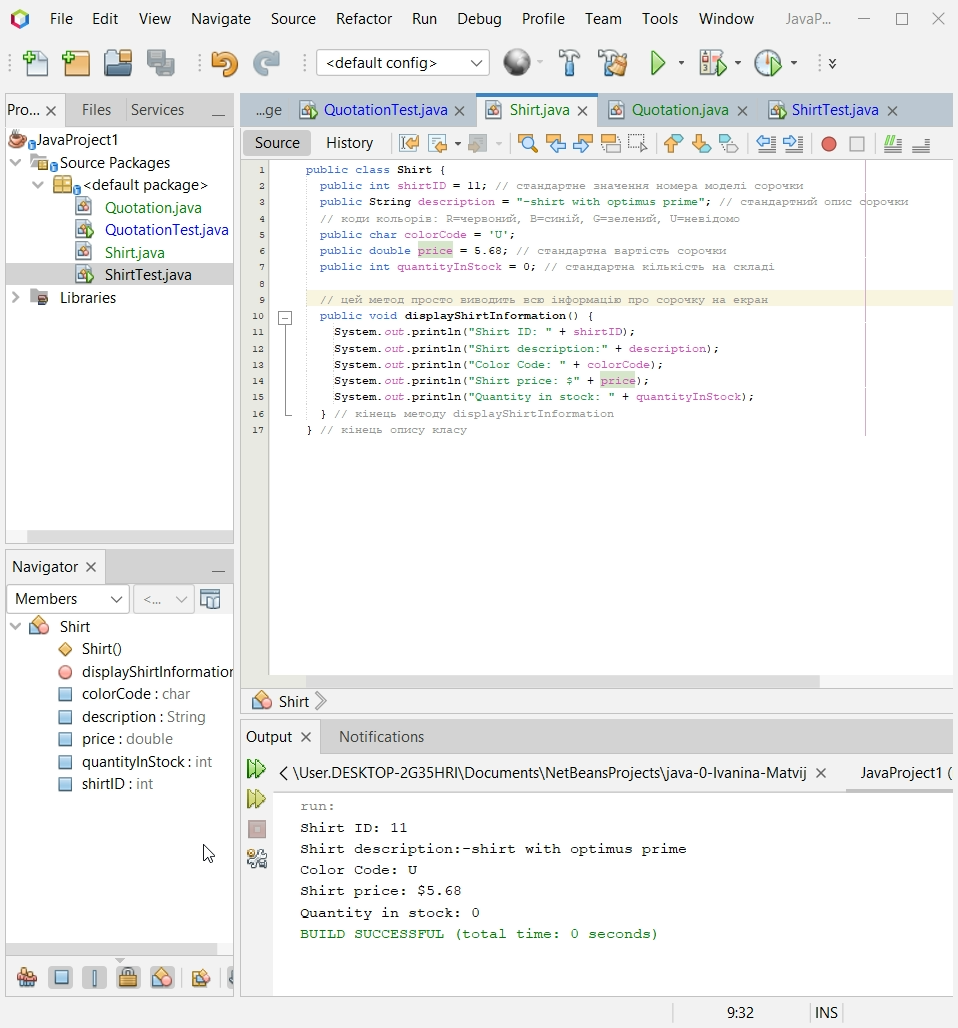 File Edit View Navigate Source Refactor Run Debug Profile Team Tools Window JavaP...
<default config>
Pro... Files Services
JavaProject1
Source Packages
<default package>
Quotation.java
QuotationTest.java
Shirt.java
ShirtTest.java
Libraries
...ge QuotationTest.java Shirt.java Quotation.java ShirtTest.java
Source History
1 public class Shirt {
2 public int shirtID = 11; // стандартне значення номера моделі сорочки
3 public String description = "-shirt with optimus prime"; // стандартний опис сорочки
4 // коди кольорів: R=червоний, B=синій, G=зелений, U=невідомо
5 public char colorCode = 'U';
6 public double price = 5.68; // стандартна вартість сорочки
7 public int quantityInStock = 0; // стандартна кількість на складі
8
9 // цей метод просто виводить всю інформацію про сорочку на екран
10 public void displayShirtInformation() {
11 System.out.println("Shirt ID: " + shirtID);
12 System.out.println("Shirt description:" + description);
13 System.out.println("Color Code: " + colorCode);
14 System.out.println("Shirt price: $" + price);
15 System.out.println("Quantity in stock: " + quantityInStock);
16 } // кінець методу displayShirtInformation
17 } // кінець опису класу
Navigator
Members <...
Shirt
Shirt()
displayShirtInformation
colorCode : char
description : String
price : double
quantityInStock : int
shirtID : int
Shirt
Output Notifications
\User.DESKTOP-2G35HRI\Documents\NetBeansProjects\java-0-Ivanina-Matvij JavaProject1 (
run:
Shirt ID: 11
Shirt description:-shirt with optimus prime
Color Code: U
Shirt price: $5.68
Quantity in stock: 0
BUILD SUCCESSFUL (total time: 0 seconds)
9:32 INS